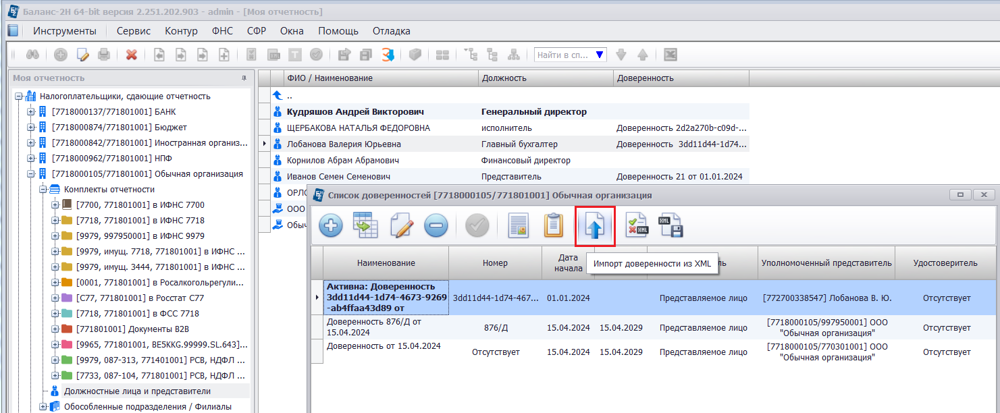 Баланс-2Н 64-bit версия 2.251.202.903 - admin - [Моя отчетность]
Инструменты Сервис Контур ФНС СФР Окна Помощь Отладка
Найти в сп...
Моя отчетность
Налогоплательщики, сдающие отчетность
[7718000137/771801001] БАНК
[7718000874/771801001] Бюджет
[7718000842/771801001] Иностранная организ...
[7718000962/771801001] НПФ
[7718000105/771801001] Обычная организация
Комплекты отчетности
[7700, 771801001] в ИФНС 7700
[7718, 771801001] в ИФНС 7718
[9979, 997950001] в ИФНС 9979
[9979, имущ. 7718, 771801001] в ИФНС ...
[9979, имущ. 3444, 771801001] в ИФНС ...
[0001, 771801001] в Росалкогольрегули...
[С77, 771801001] в Росстат С77
[7718, 771801001] в ФСС 7718
[771801001] Документы B2B
[9965, 771801001, BE5KKG.99999.SL.643]...
[9979, 087-313, 771401001] РСВ, НДФЛ ...
[7733, 087-104, 771801001] РСВ, НДФЛ ...
Должностные лица и представители
Обособленные подразделения / Филиалы
ФИО / Наименование Должность Доверенность
..
Кудряшов Андрей Викторович Генеральный директор
ЩЕРБАКОВА НАТАЛЬЯ ФЕДОРОВНА исполнитель Доверенность 2d2a270b-c09d-...
Лобанова Валерия Юрьевна Главный бухгалтер Доверенность 3dd11d44-1d74...
Корнилов Абрам Абрамович Финансовый директор
Иванов Семен Семенович Представитель Доверенность 21 от 01.01.2024
ОРЛО
ООО
Обыч
Список доверенностей [7718000105/771801001] Обычная организация
XML
XML
Наименование Номер Дата начала ль Уполномоченный представитель Удостоверитель
Импорт доверенности из XML
Активна: Доверенность
3dd11d44-1d74-4673-9269
-ab4ffaa43d89 от
3dd11d44-1d74-467... 01.01.2024 Представляемое лицо [772700338547] Лобанова В. Ю. Отсутствует
Доверенность 876/Д от
15.04.2024
876/Д 15.04.2024 15.04.2029 Представляемое лицо
[7718000105/997950001] ООО
"Обычная организация"
Отсутствует
Доверенность от 15.04.2024
Отсутствует 15.04.2024 15.04.2029 Представляемое лицо
[7718000105/770301001] ООО
"Обычная организация"
Отсутствует